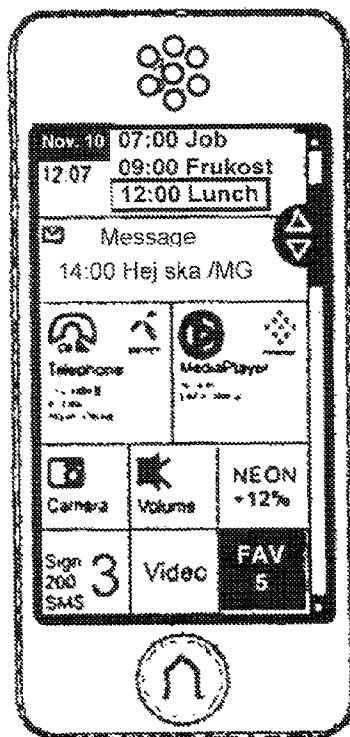 Nov. 10
12:07
07:00 Job
09:00 Frukost
12:00 Lunch
Message
14:00 Hej ska /MG
Telephone
MediaPlayer
Camera
Volume
NEON
+12%
Sign
200
SMS
3
Video
FAV
5